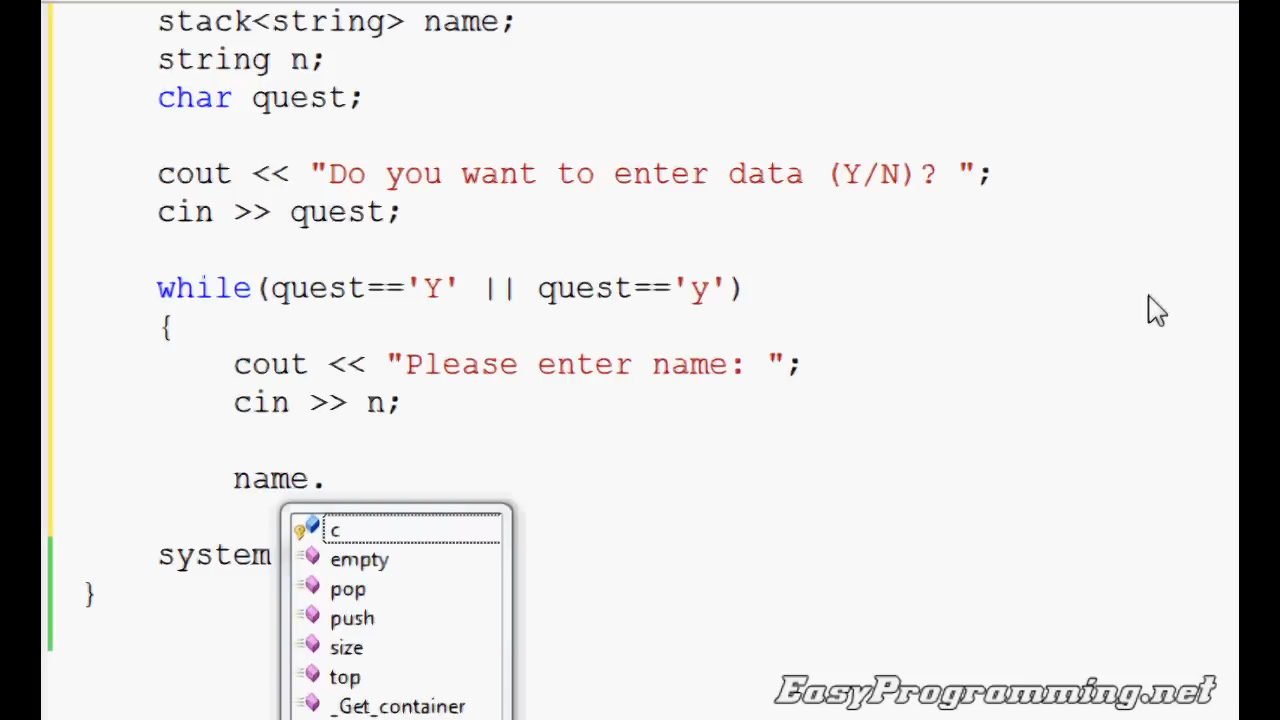 stack<string> name;
string n;
char quest;
cout << "Do you want to enter data (Y/N)? ";
cin >> quest;
while(quest=='Y' || quest=='y')
{
cout << "Please enter name: ";
cin >> n;
name.
c
system
empty
}
pop
push
size
top
_Get_container
EasyProgramming.net